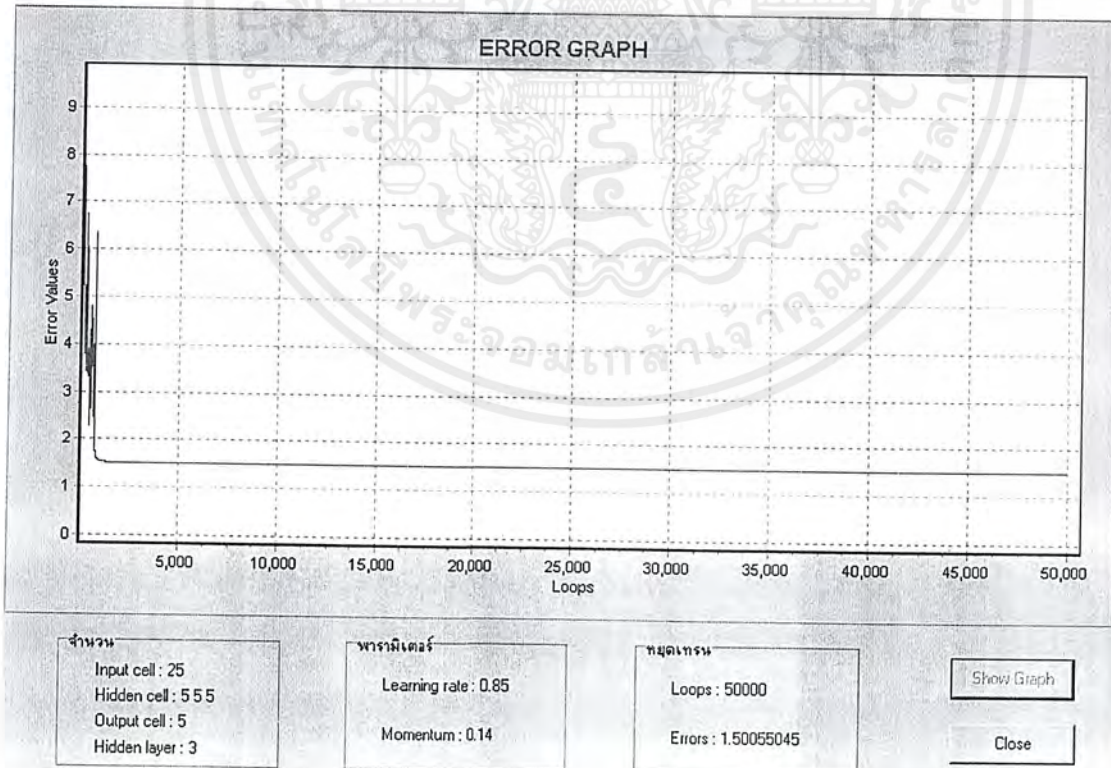 ERROR GRAPH
9
8
7
6
5
4
3
2
1
0
Error Values
5,000 10,000 15,000 20,000 25,000 30,000 35,000 40,000 45,000 50,000
Loops
จำนวน
Input cell : 25
Hidden cell : 5 5 5
Output cell : 5
Hidden layer : 3
พารามิเตอร์
Learning rate : 0.85
Momentum : 0.14
หยุดเทรน
Loops : 50000
Errors : 1.50055045
Show Graph
Close